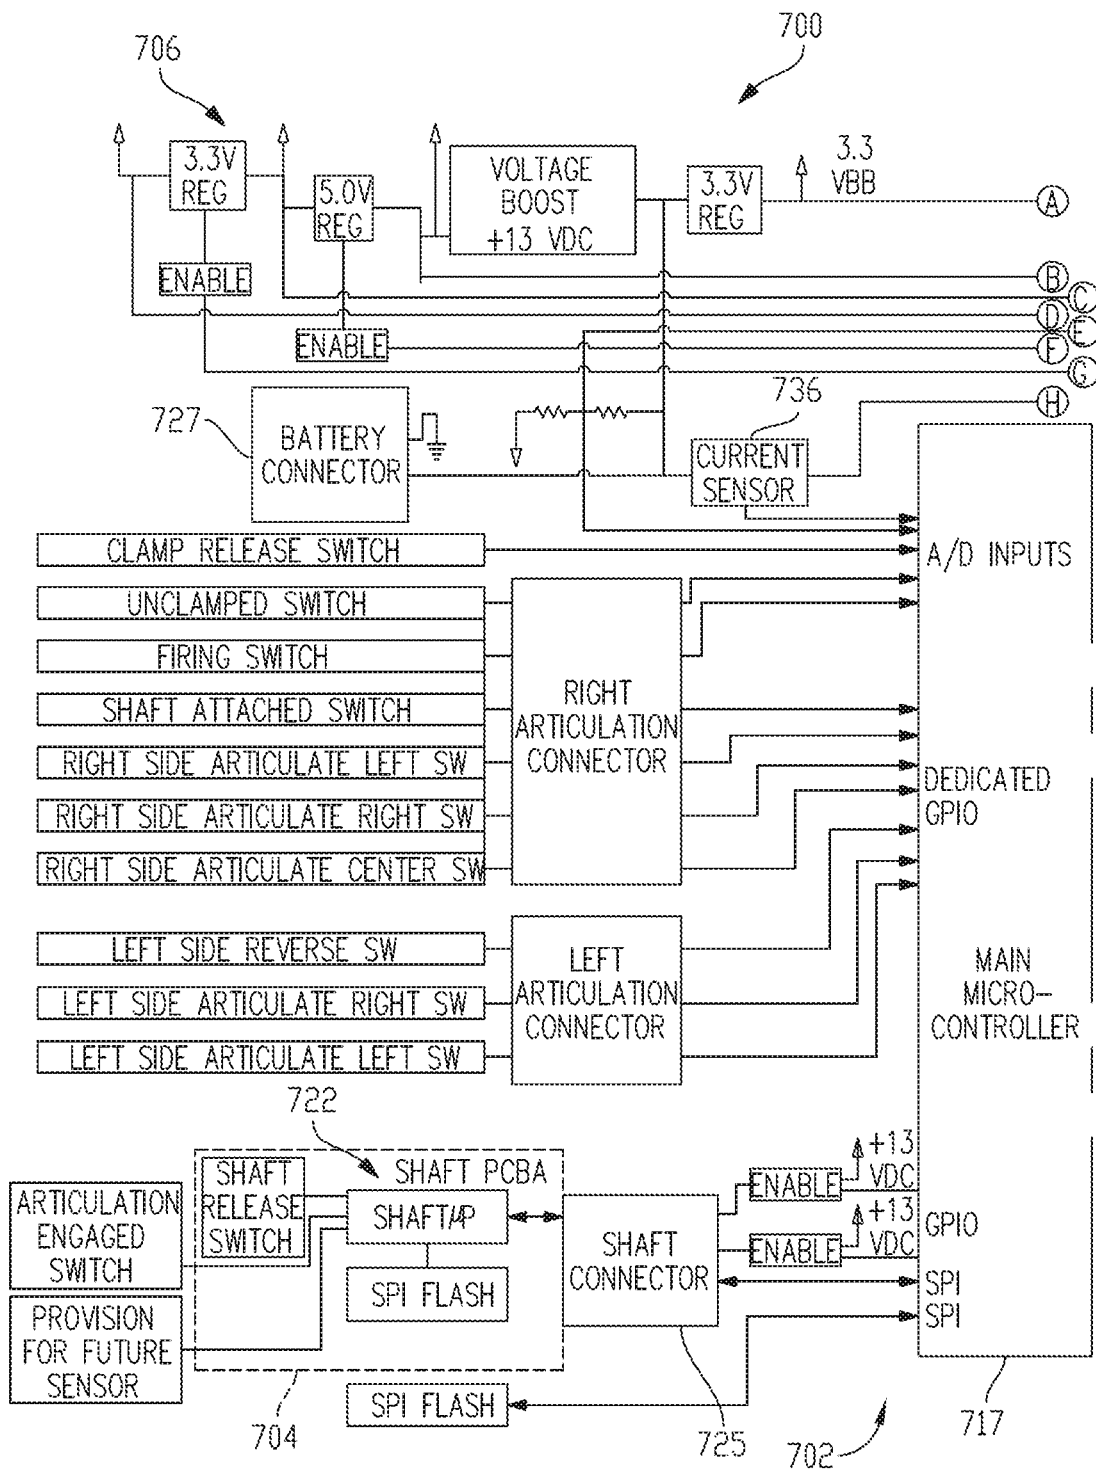 706
700
3.3V
REG
5.0V
REG
VOLTAGE
BOOST
+13 VDC
3.3V
REG
3.3
VBB
A
ENABLE
B
C
D
E
ENABLE
F
G
727
BATTERY
CONNECTOR
736
H
CURRENT
SENSOR
CLAMP RELEASE SWITCH
A/D INPUTS
UNCLAMPED SWITCH
FIRING SWITCH
SHAFT ATTACHED SWITCH
RIGHT SIDE ARTICULATE LEFT SW
RIGHT SIDE ARTICULATE RIGHT SW
RIGHT SIDE ARTICULATE CENTER SW
RIGHT
ARTICULATION
CONNECTOR
DEDICATED
GPIO
LEFT SIDE REVERSE SW
LEFT SIDE ARTICULATE RIGHT SW
LEFT SIDE ARTICULATE LEFT SW
LEFT
ARTICULATION
CONNECTOR
MAIN
MICRO-
CONTROLLER
722
SHAFT PCBA
SHAFT
RELEASE
SWITCH
SHAFT µP
SPI FLASH
ARTICULATION
ENGAGED
SWITCH
PROVISION
FOR FUTURE
SENSOR
SHAFT
CONNECTOR
ENABLE
+13
VDC
ENABLE
+13
VDC
GPIO
SPI
SPI
SPI FLASH
704
725
702
717